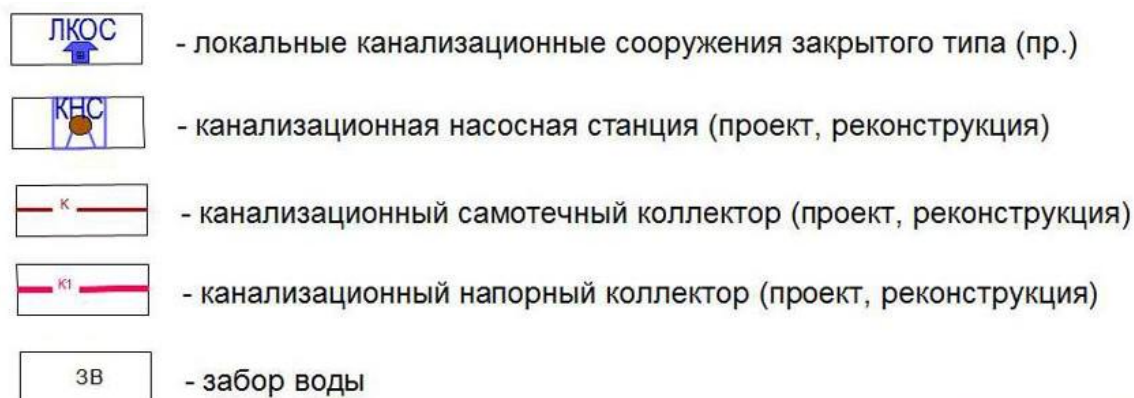 ЛКОС - локальные канализационные сооружения закрытого типа (пр.)
КНС - канализационная насосная станция (проект, реконструкция)
К - канализационный самотечный коллектор (проект, реконструкция)
К1 - канализационный напорный коллектор (проект, реконструкция)
ЗВ - забор воды